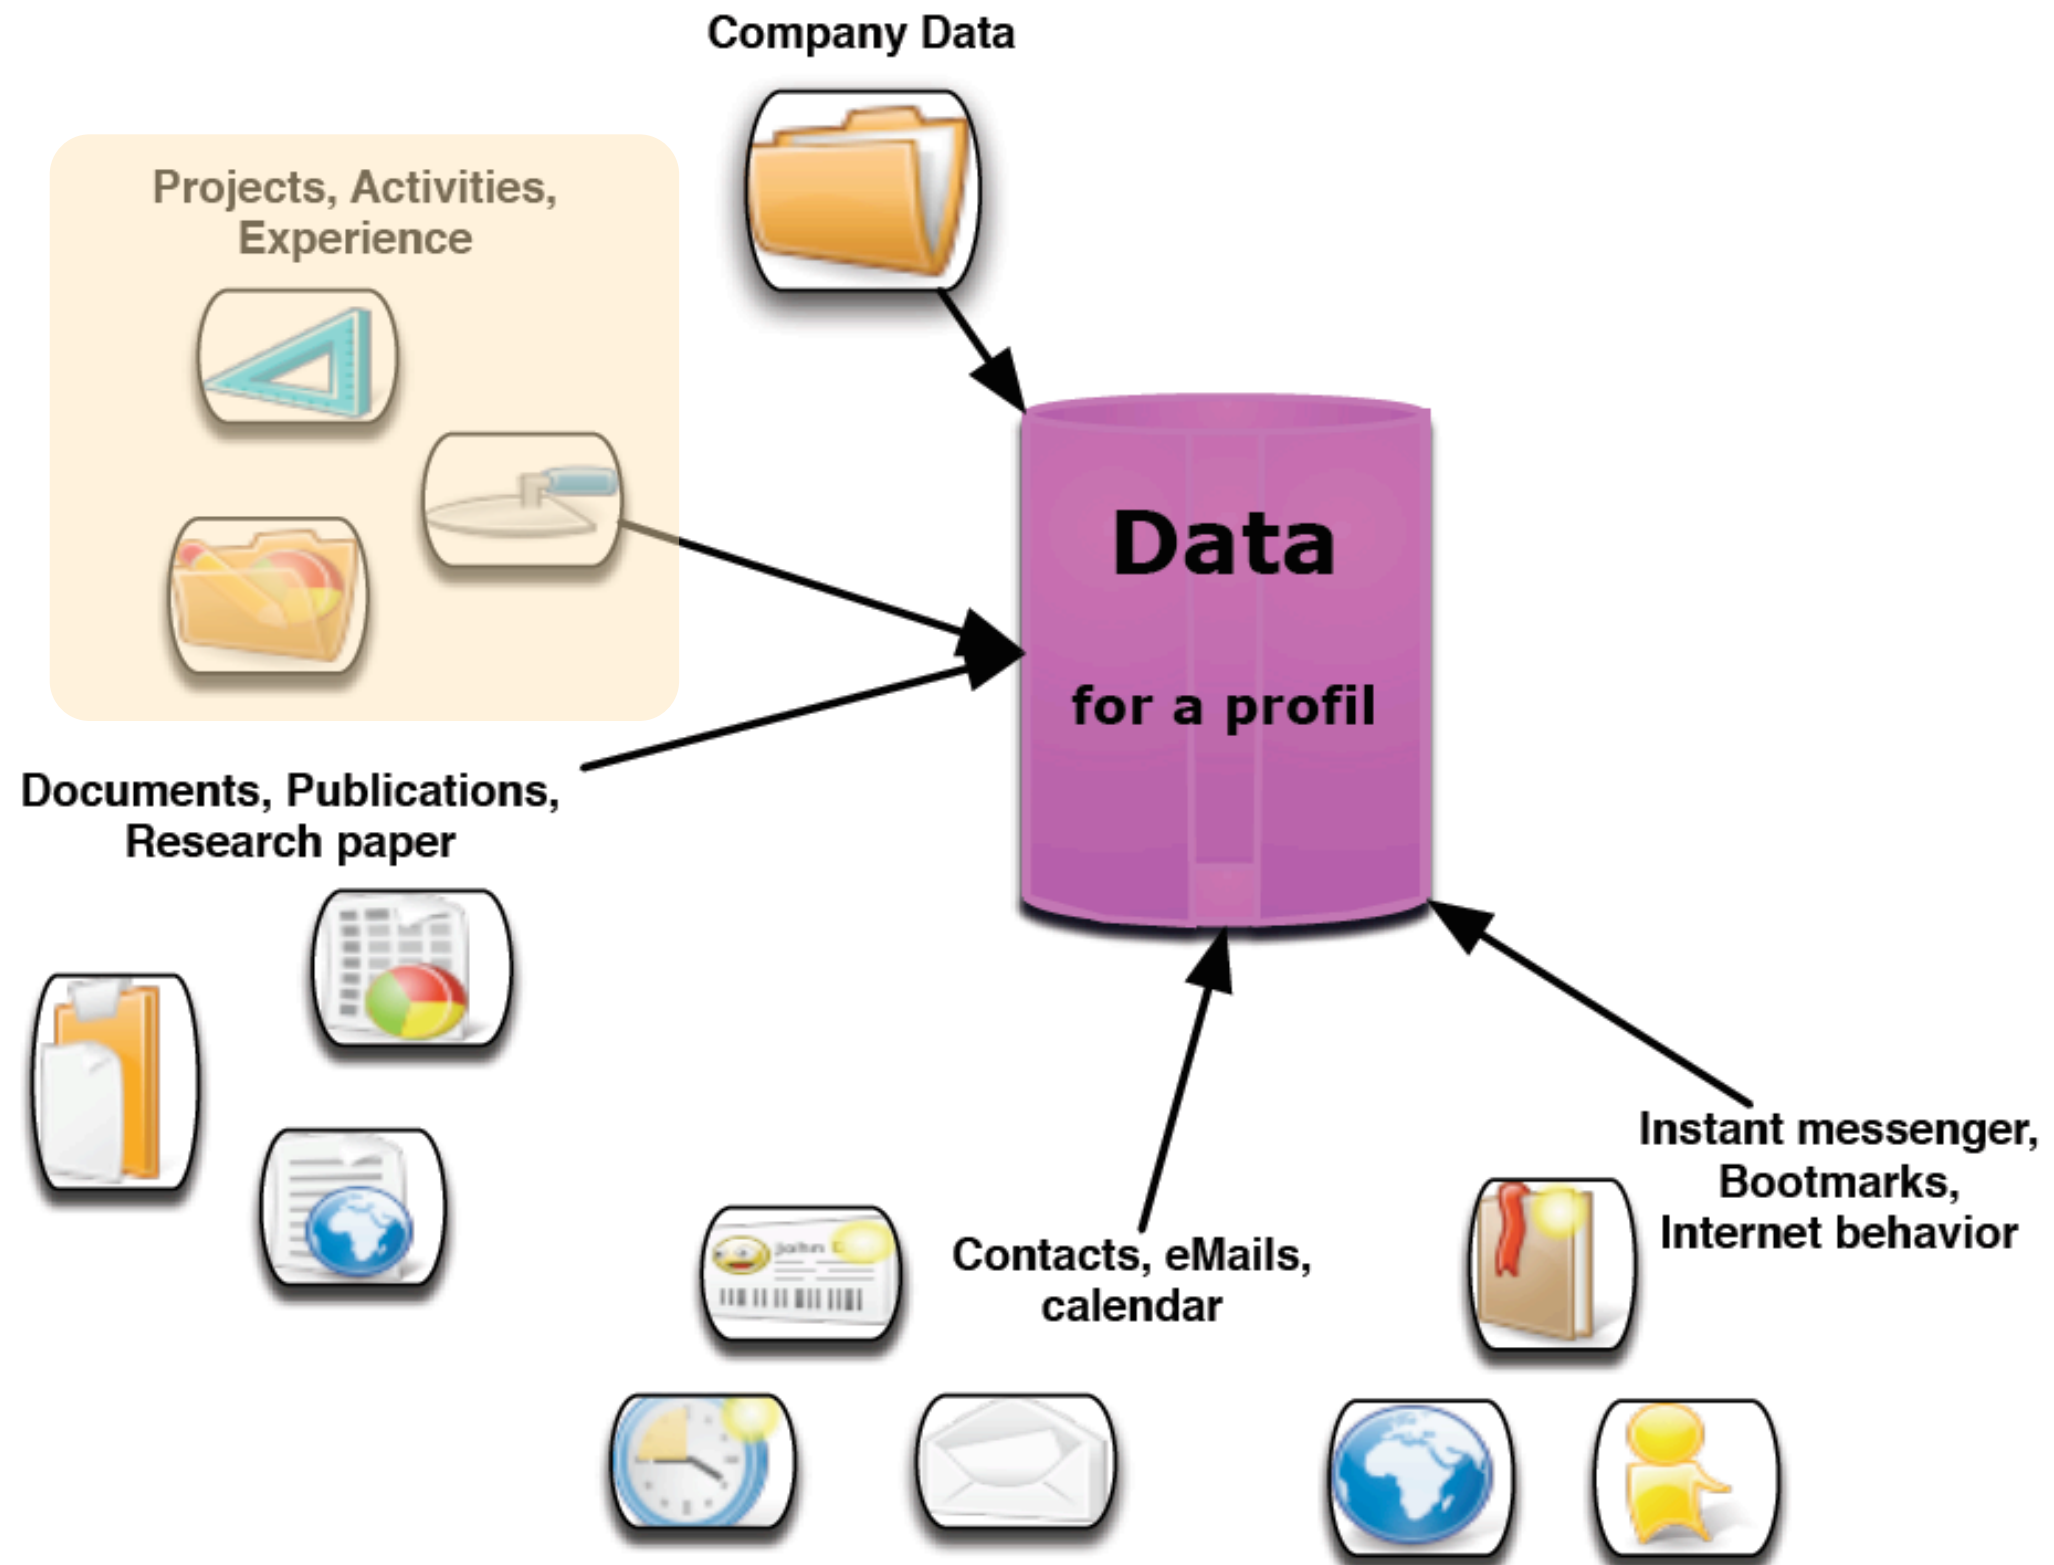 Company Data
Projects, Activities,
Experience
Data
for a profil
Documents, Publications,
Research paper
Instant messenger,
Bootmarks,
Internet behavior
John
Contacts, eMails,
calendar